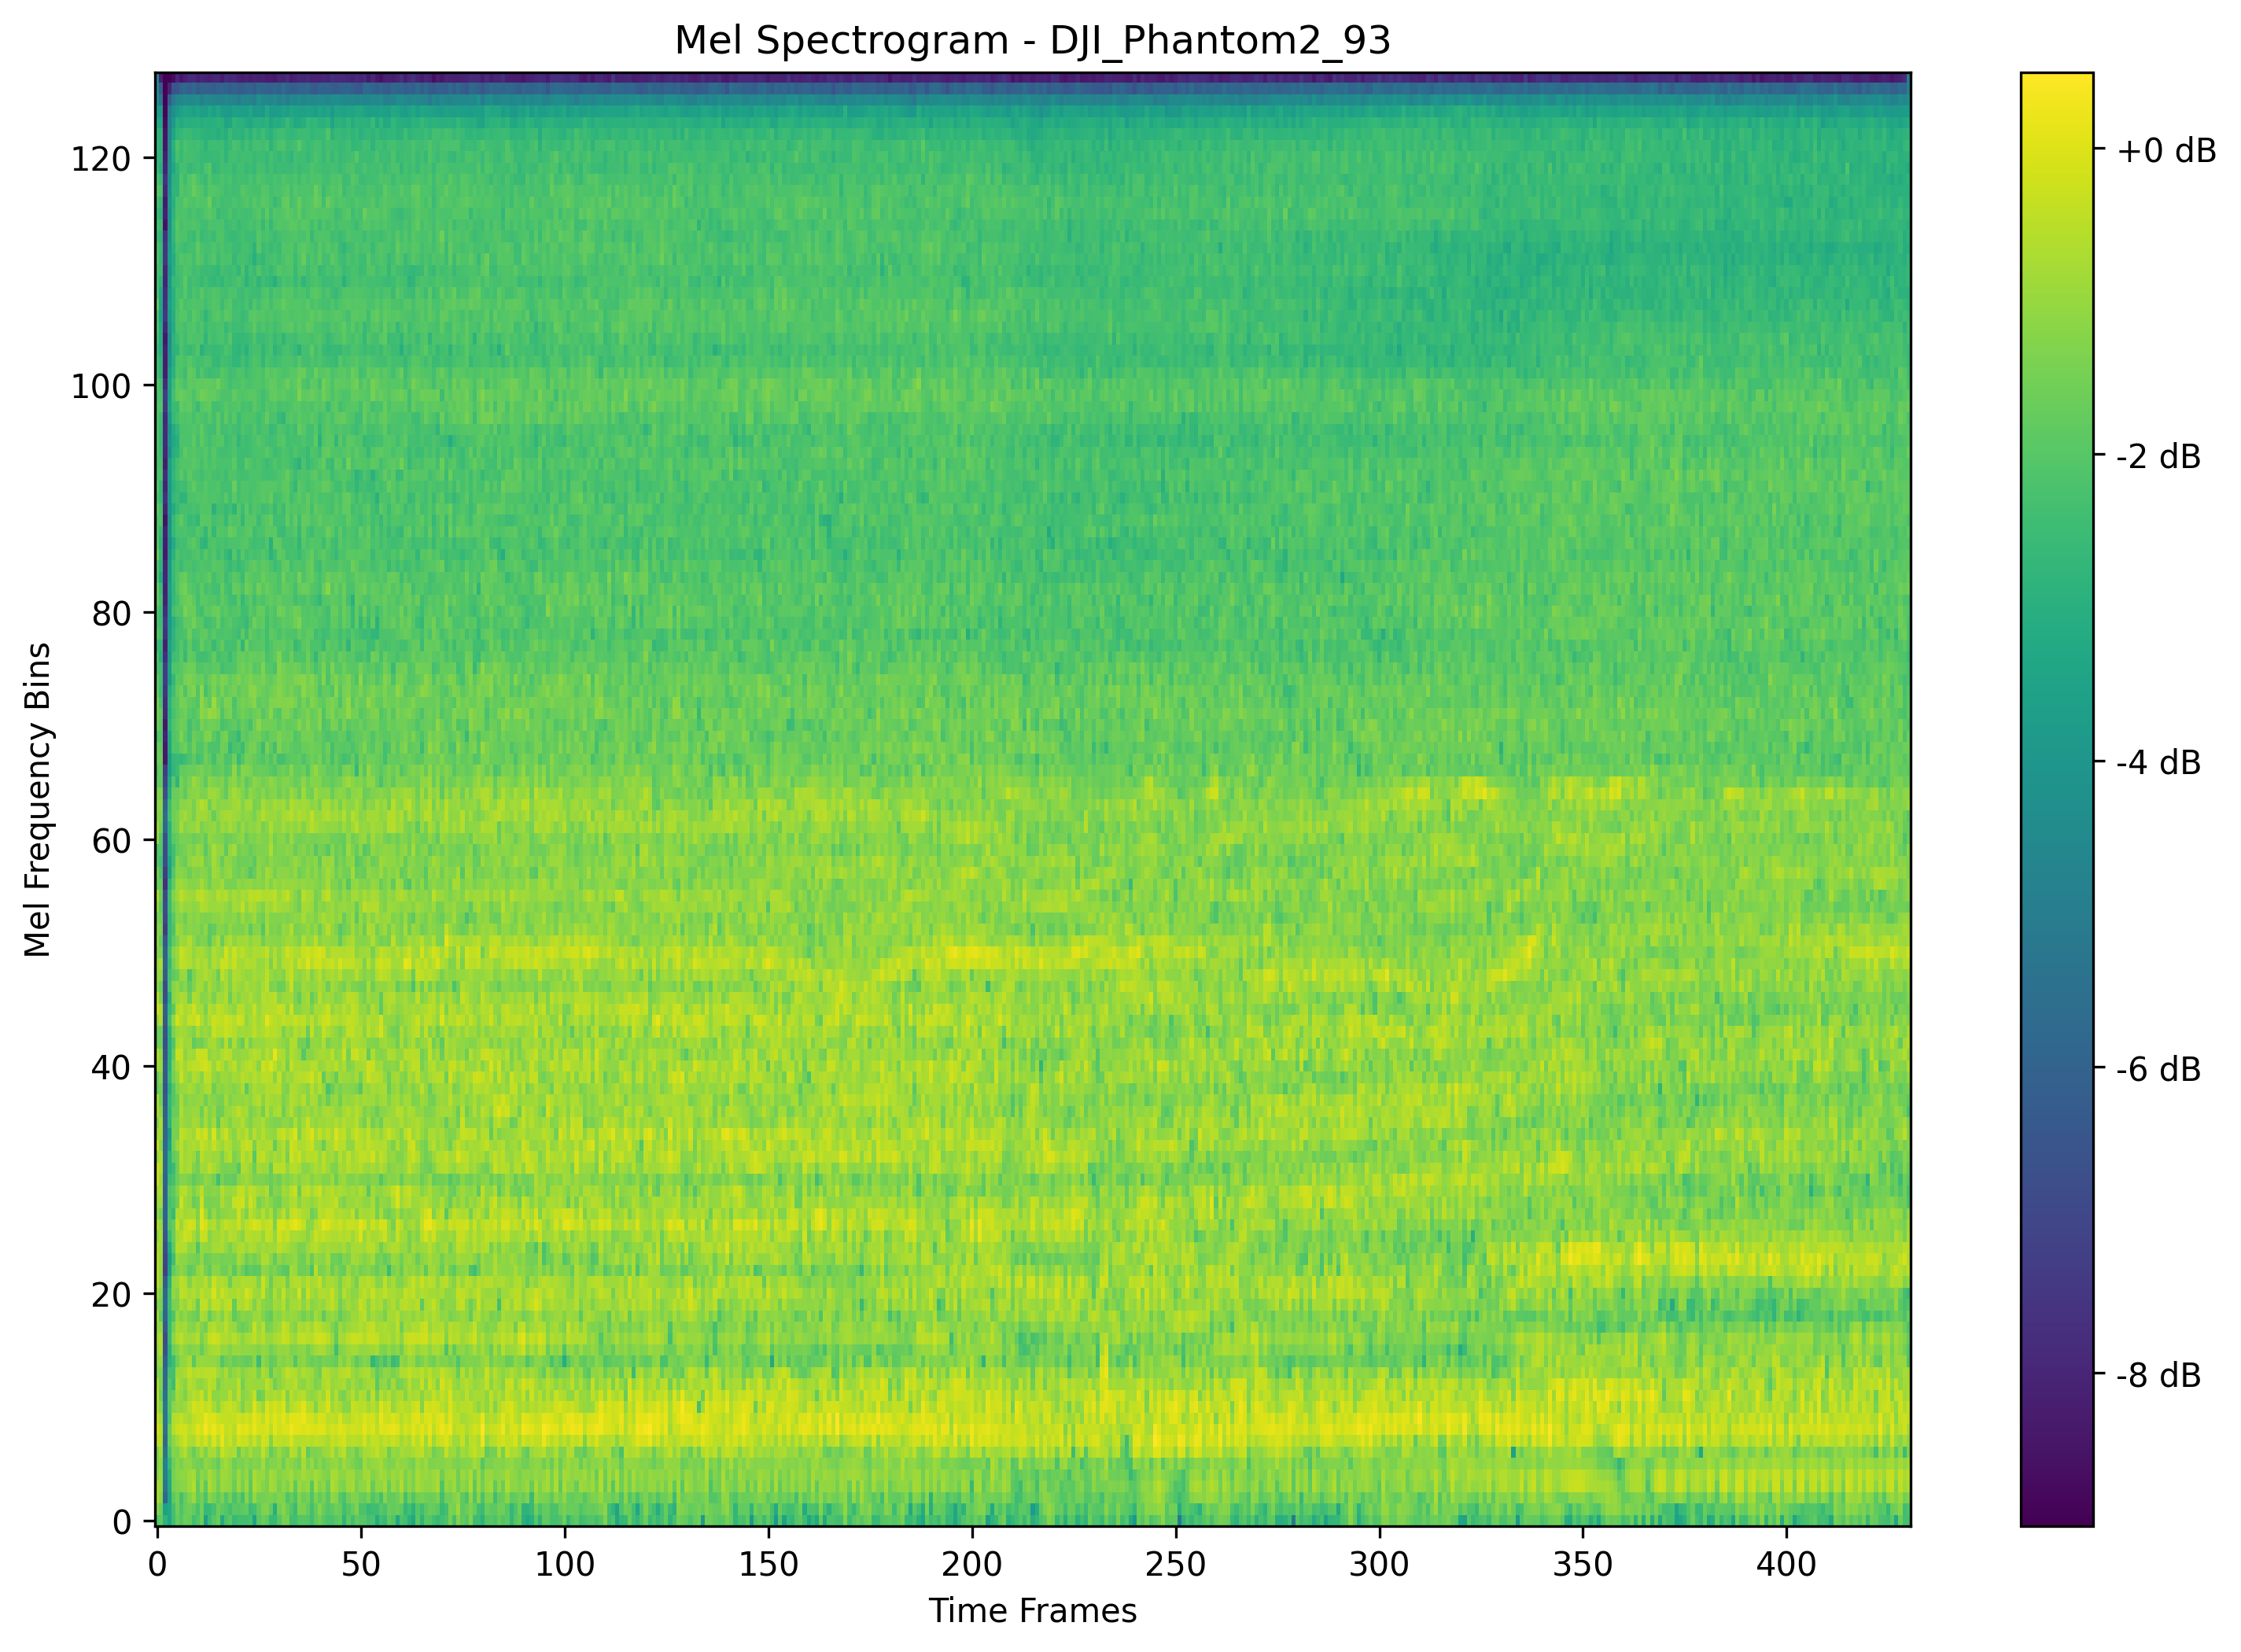 Mel Spectrogram - DJI_Phantom2_93
Mel Frequency Bins
120
100
80
60
40
20
0
0 50 100 150 200 250 300 350 400
Time Frames
+0 dB
-2 dB
-4 dB
-6 dB
-8 dB